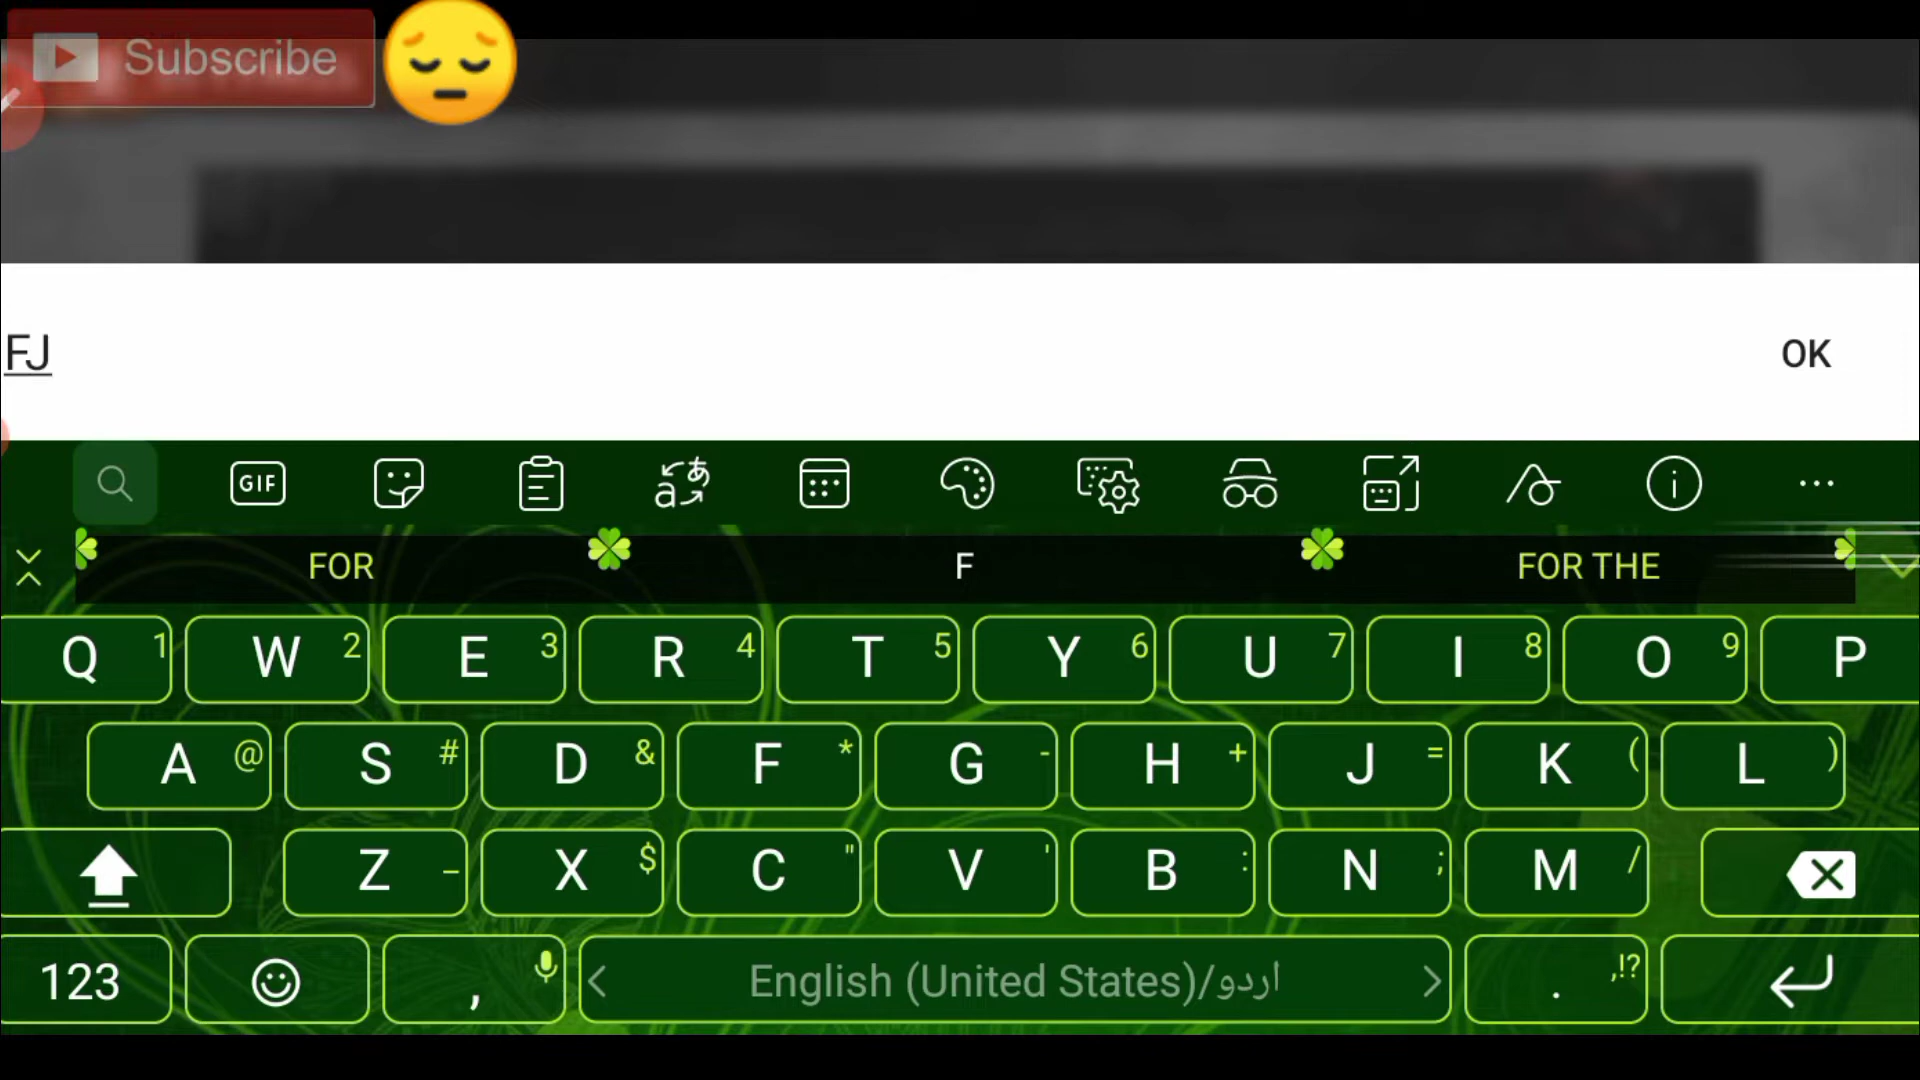 Subscribe
FJ
OK
GIF
FOR F FOR THE
Q 1 W 2 E 3 R 4 T 5 Y 6 U 7 I 8 O 9 P
A @ S # D & F * G - H + J = K ( L )
Z _ X $ C " V ' B : N ; M /
123 , < English (United States)/اردو > . ,!?